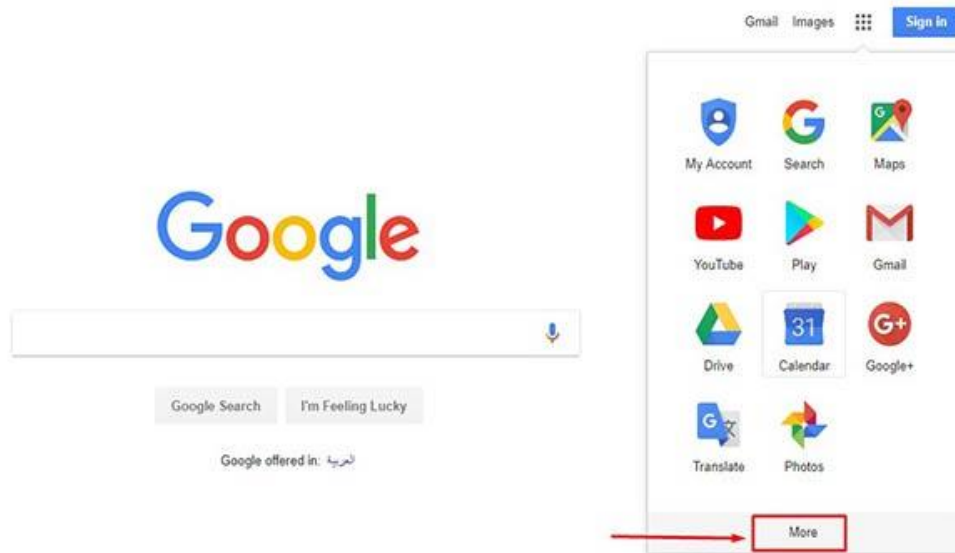 Gmail Images Sign in
My Account Search Maps
YouTube Play Gmail
31 G+
Drive Calendar Google+
G 文
Translate Photos
More
Google
Google Search I'm Feeling Lucky
Google offered in: العربية